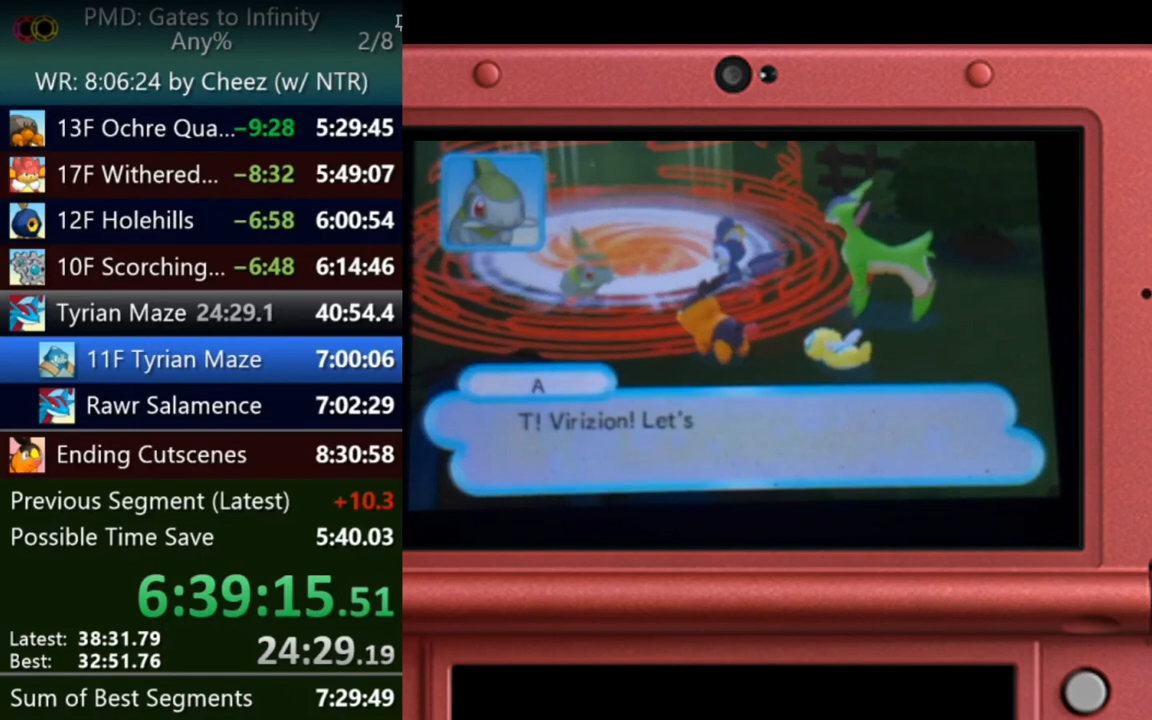 PMD: Gates to Infinity
Any%
2/8
WR: 8:06:24 by Cheez (w/ NTR)
13F Ochre Qua... −9:28 5:29:45
17F Withered... −8:32 5:49:07
12F Holehills −6:58 6:00:54
10F Scorching... −6:48 6:14:46
Tyrian Maze 24:29.1 40:54.4
11F Tyrian Maze 7:00:06
Rawr Salamence 7:02:29
Ending Cutscenes 8:30:58
Previous Segment (Latest) +10.3
Possible Time Save 5:40.03
6:39:15.51
Latest: 38:31.79
Best: 32:51.76
24:29.19
Sum of Best Segments 7:29:49
A
T! Virizion! Let's